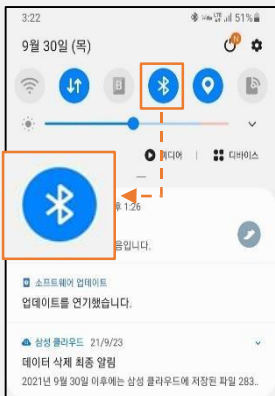 3:22
51%
9월 30일 (목)
N
미디어
디바이스
후 1:26
음입니다.
소프트웨어 업데이트
업데이트를 연기했습니다.
삼성 클라우드 21/9/23
데이터 삭제 최종 알림
2021년 9월 30일 이후에는 삼성 클라우드에 저장된 파일 283..